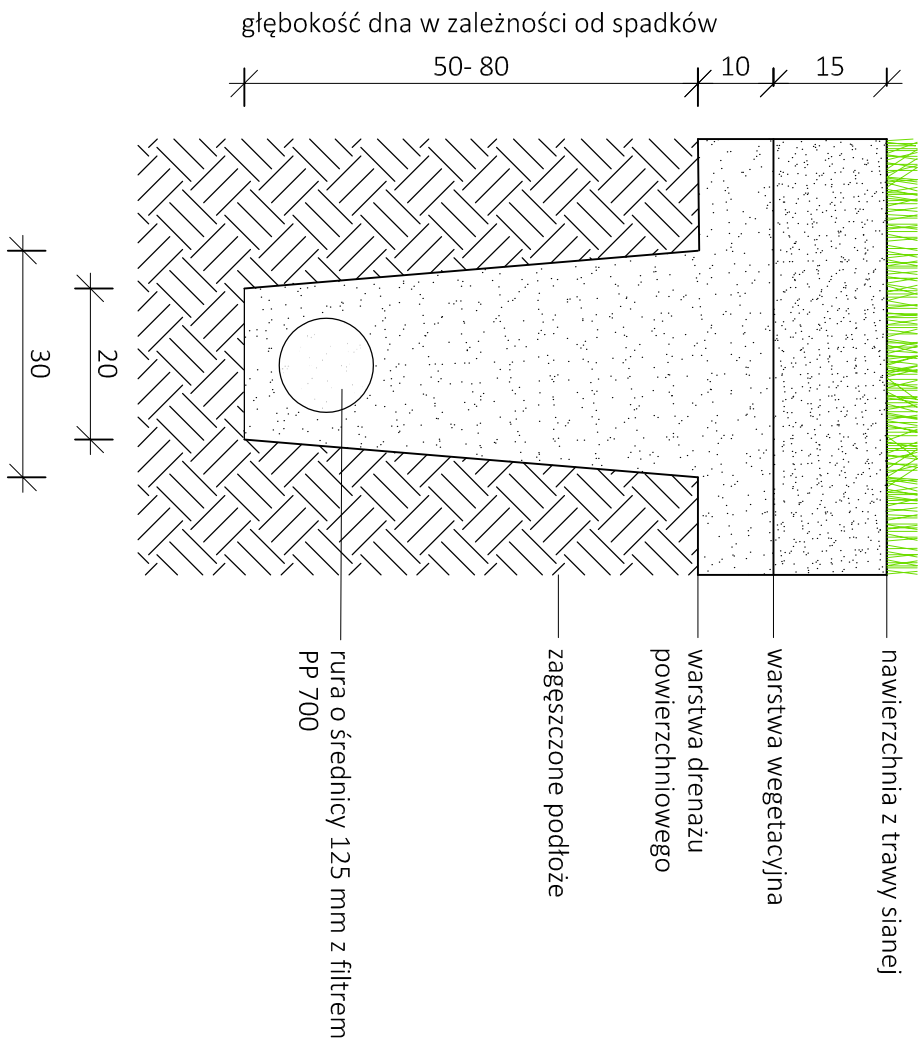 głębokość dna w zależności od spadków
50- 80
10
15
30
20
nawierzchnia z trawy sianej
warstwa wegetacyjna
warstwa drenażu
powierzchniowego
zagęszczone podłoże
rura o średnicy 125 mm z filtrem
PP 700